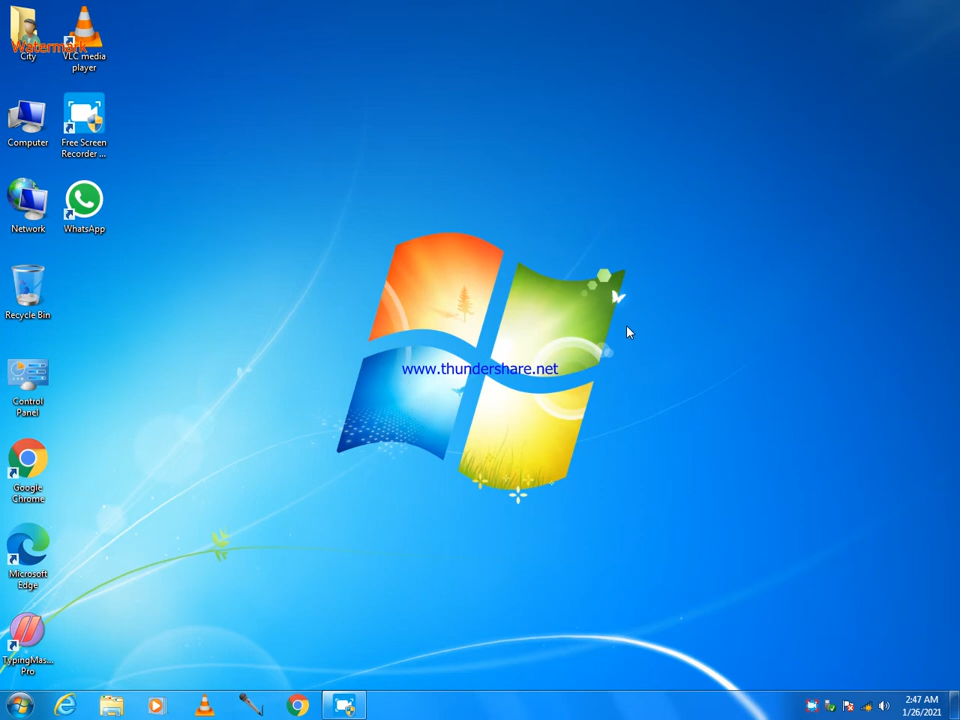 Watermark
City
VLC media
player
Computer
Free Screen
Recorder ...
Network
WhatsApp
Recycle Bin
www.thundershare.net
Control
Panel
Google
Chrome
Microsoft
Edge
TypingMas...
Pro
2:47 AM
1/26/2021